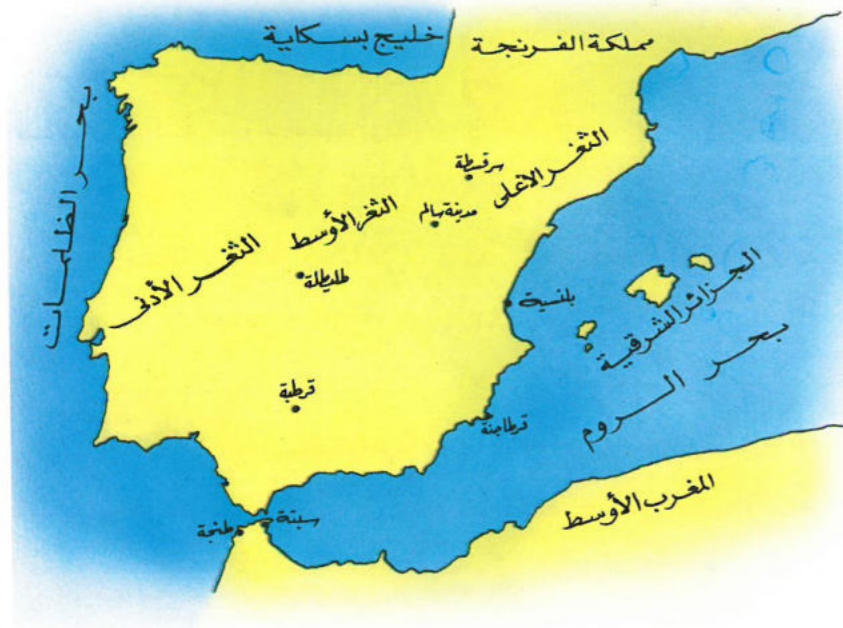 خليج بسكاية
مملكة الفرنجة
بحر الظلمات
الثغر الأعلى
سرقسطة
مدينة سالم
الثغر الأوسط
طليطلة
الثغر الأدنى
بلنسية
الجزائر الشرقية
بحر الروم
قرطبة
قرطاجنة
المغرب الأوسط
سبتة
طنجة